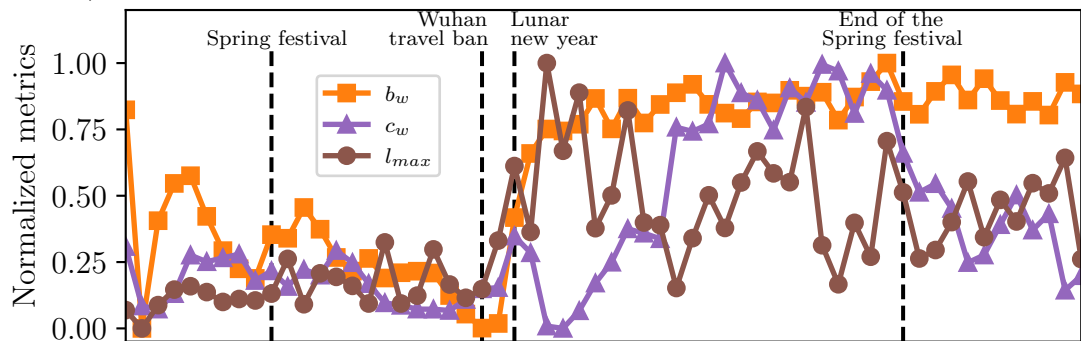 Wuhan
travel ban
Lunar
new year
End of the
Spring festival
Spring festival
Normalized metrics
1.00
0.75
0.50
0.25
0.00
b_w
c_w
l_max